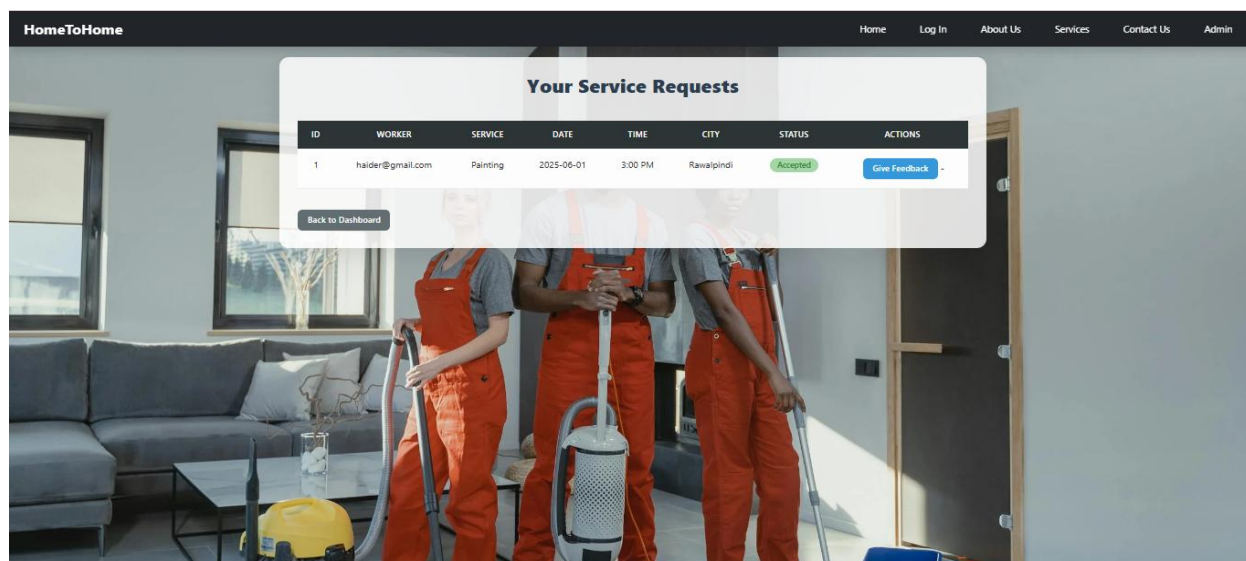 HomeToHome Home Log In About Us Services Contact Us Admin
Your Service Requests
ID WORKER SERVICE DATE TIME CITY STATUS ACTIONS
1 haider@gmail.com Painting 2025-06-01 3:00 PM Rawalpindi Accepted Give Feedback -
Back to Dashboard